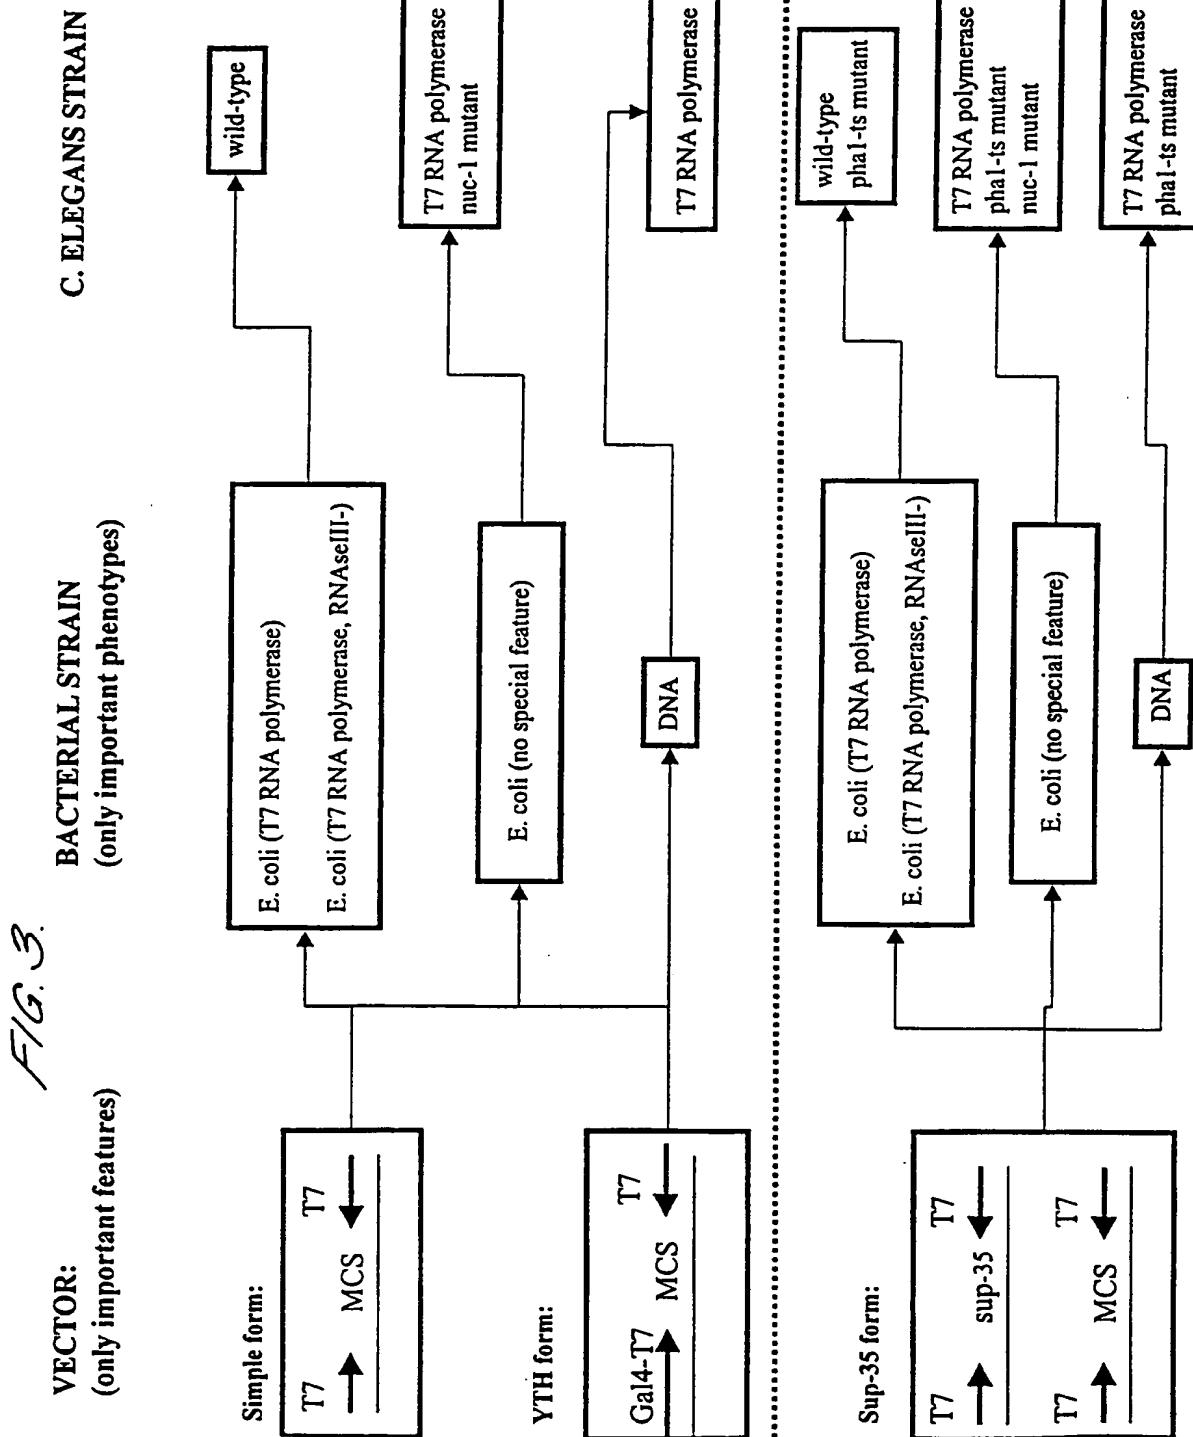 FIG. 3.
VECTOR:
(only important features)
BACTERIAL STRAIN
(only important phenotypes)
C. ELEGANS STRAIN
Simple form:
T7 T7
MCS
E. coli (T7 RNA polymerase)
E. coli (T7 RNA polymerase, RNAseIII-)
wild-type
E. coli (no special feature)
T7 RNA polymerase
nuc-1 mutant
YTH form:
Gal4-T7 T7
MCS
DNA
T7 RNA polymerase
Sup-35 form:
T7 T7
sup-35
T7 T7
MCS
E. coli (T7 RNA polymerase)
E. coli (T7 RNA polymerase, RNAseIII-)
wild-type
pha1-ts mutant
E. coli (no special feature)
T7 RNA polymerase
pha1-ts mutant
nuc-1 mutant
DNA
T7 RNA polymerase
pha1-ts mutant